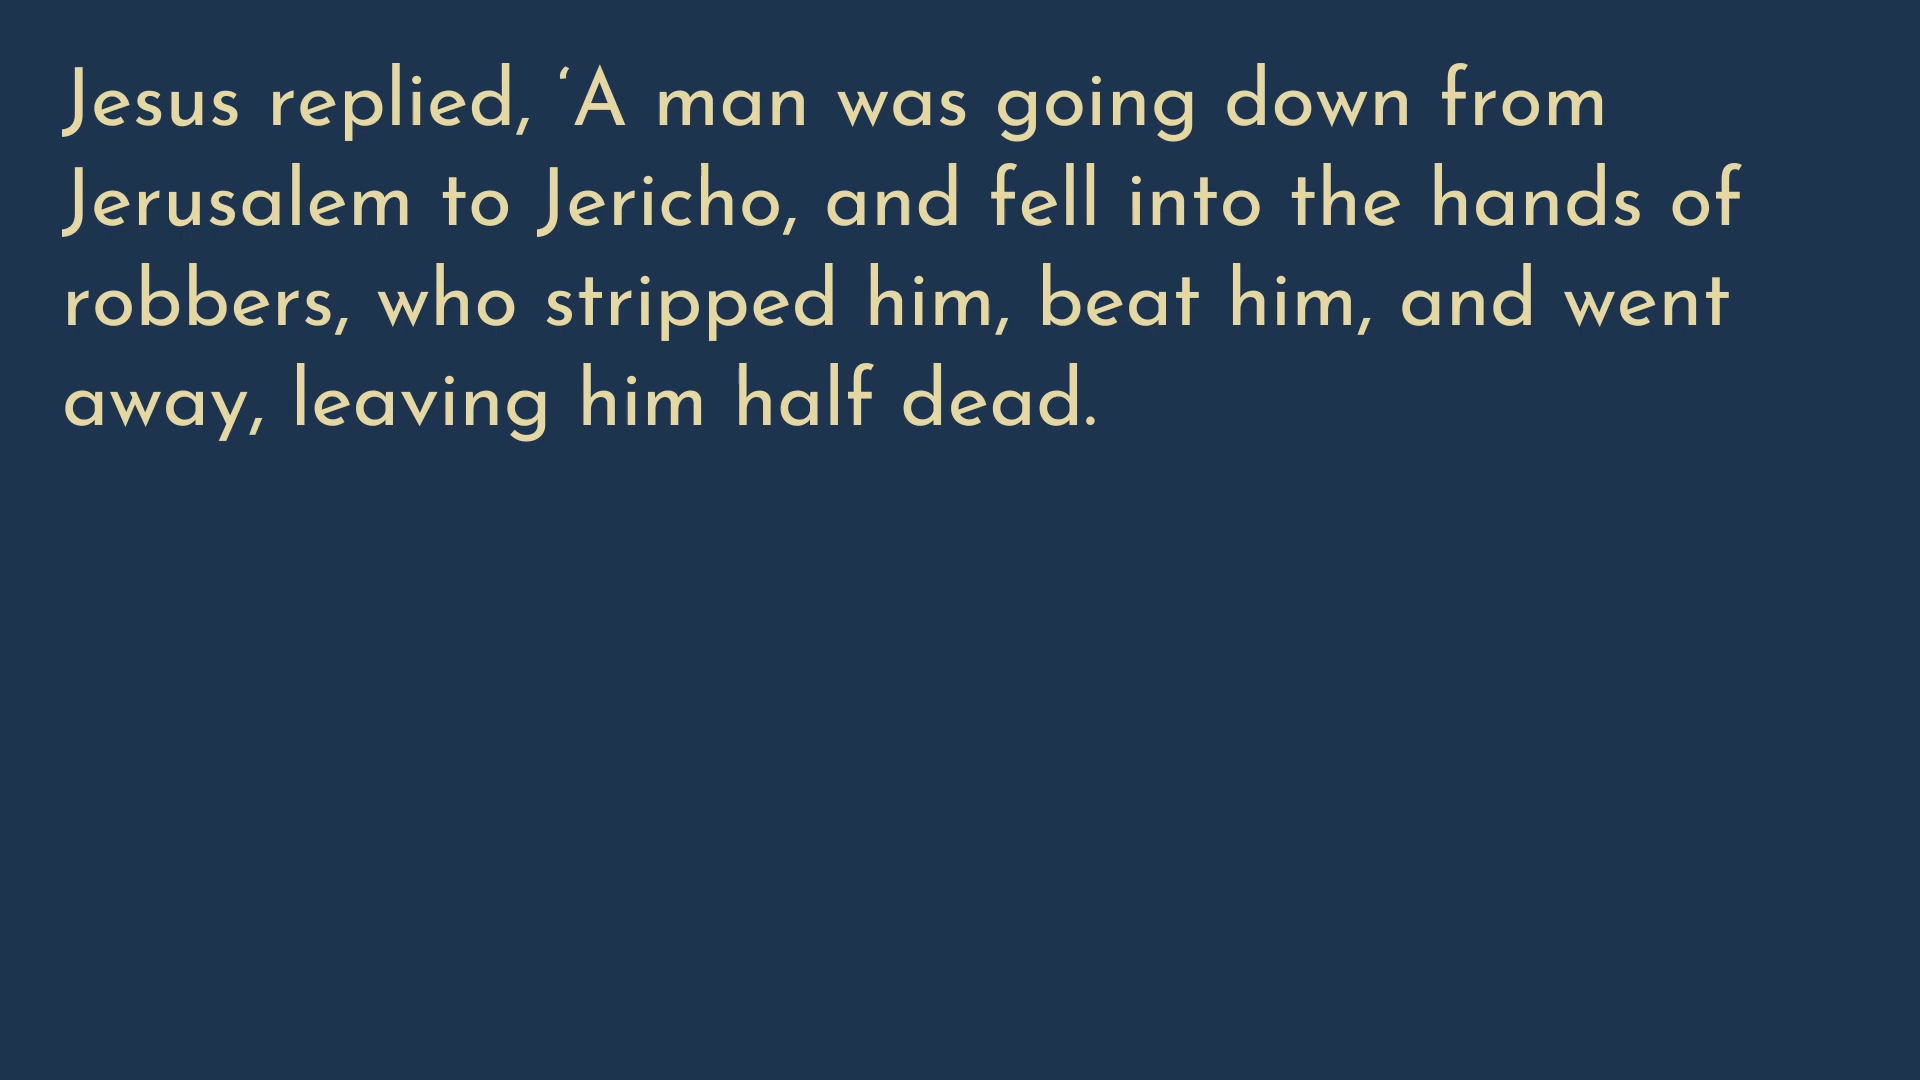 Jesus replied, ‘A man was going down from
Jerusalem to Jericho, and fell into the hands of
robbers, who stripped him, beat him, and went
away, leaving him half dead.